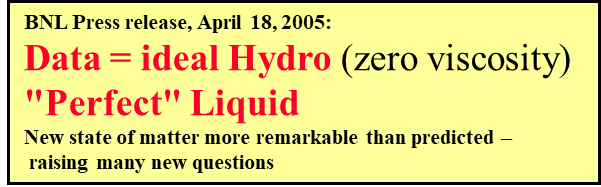 BNL Press release, April 18, 2005:
Data = ideal Hydro (zero viscosity)
"Perfect" Liquid
New state of matter more remarkable than predicted –
raising many new questions